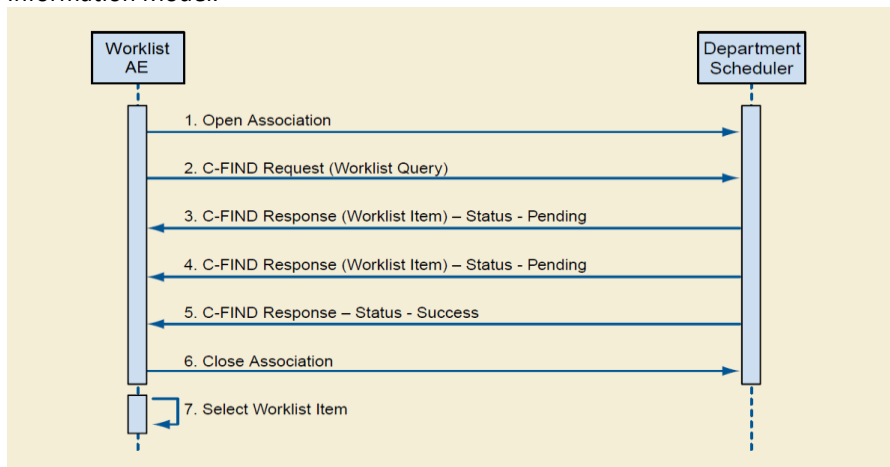 Worklist
AE
Department
Scheduler
1. Open Association
2. C-FIND Request (Worklist Query)
3. C-FIND Response (Worklist Item) – Status - Pending
4. C-FIND Response (Worklist Item) – Status - Pending
5. C-FIND Response – Status - Success
6. Close Association
7. Select Worklist Item